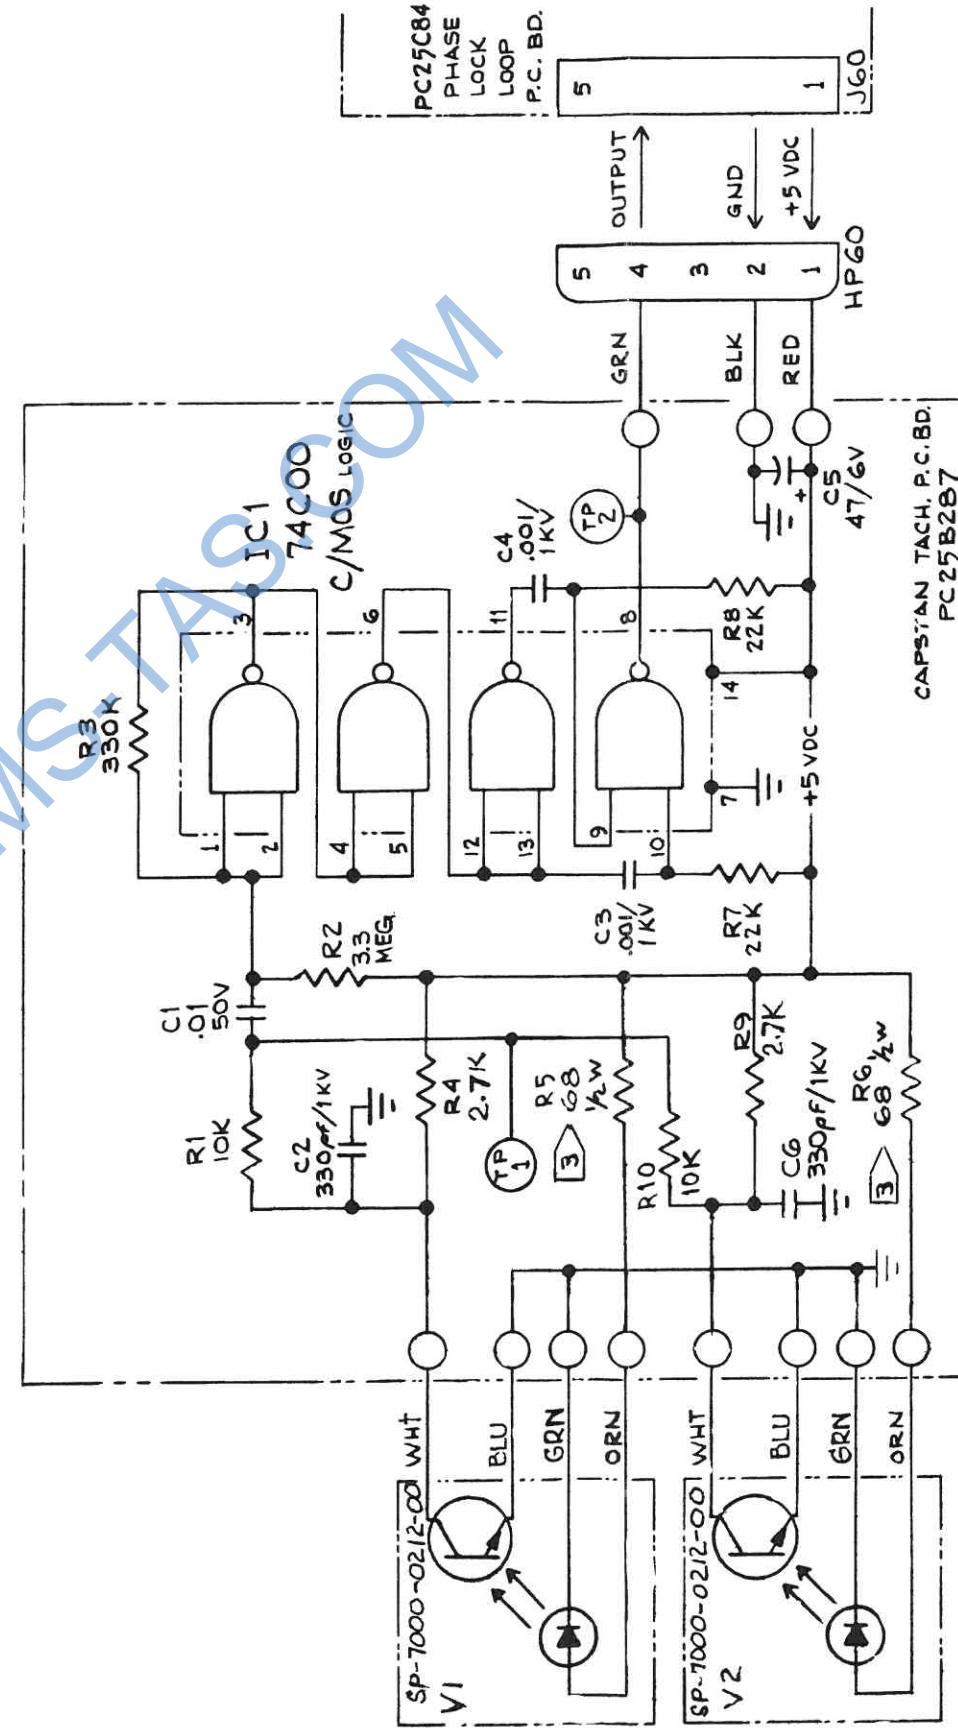 PC25C84
PHASE
LOCK
LOOP
P.C. BD.
5
1
J60
OUTPUT
GND
+5 VDC
5
4
3
2
1
HP60
GRN
BLK
RED
IC1
74C00
C/MOS LOGIC
R3
330K
3
6
11
8
1
2
4
5
12
13
9
10
14
7
C4
.001/
1KV
TP
2
R8
22K
C5
47/6V
+
+5 VDC
CAPSTAN TACH. P.C. BD.
PC25B287
C3
.001/
1KV
R7
22K
C1
.01
50V
R2
3.3
MEG
R1
10K
C2
330pF/1KV
R4
2.7K
TP
1
R5
68
½W
3
R10
10K
R9
2.7K
C6
330pF/1KV
R6
68 ½W
3
WHT
BLU
GRN
ORN
WHT
BLU
GRN
ORN
SP-7000-0212-00
V1
SP-7000-0212-00
V2
MS-TAS.COM